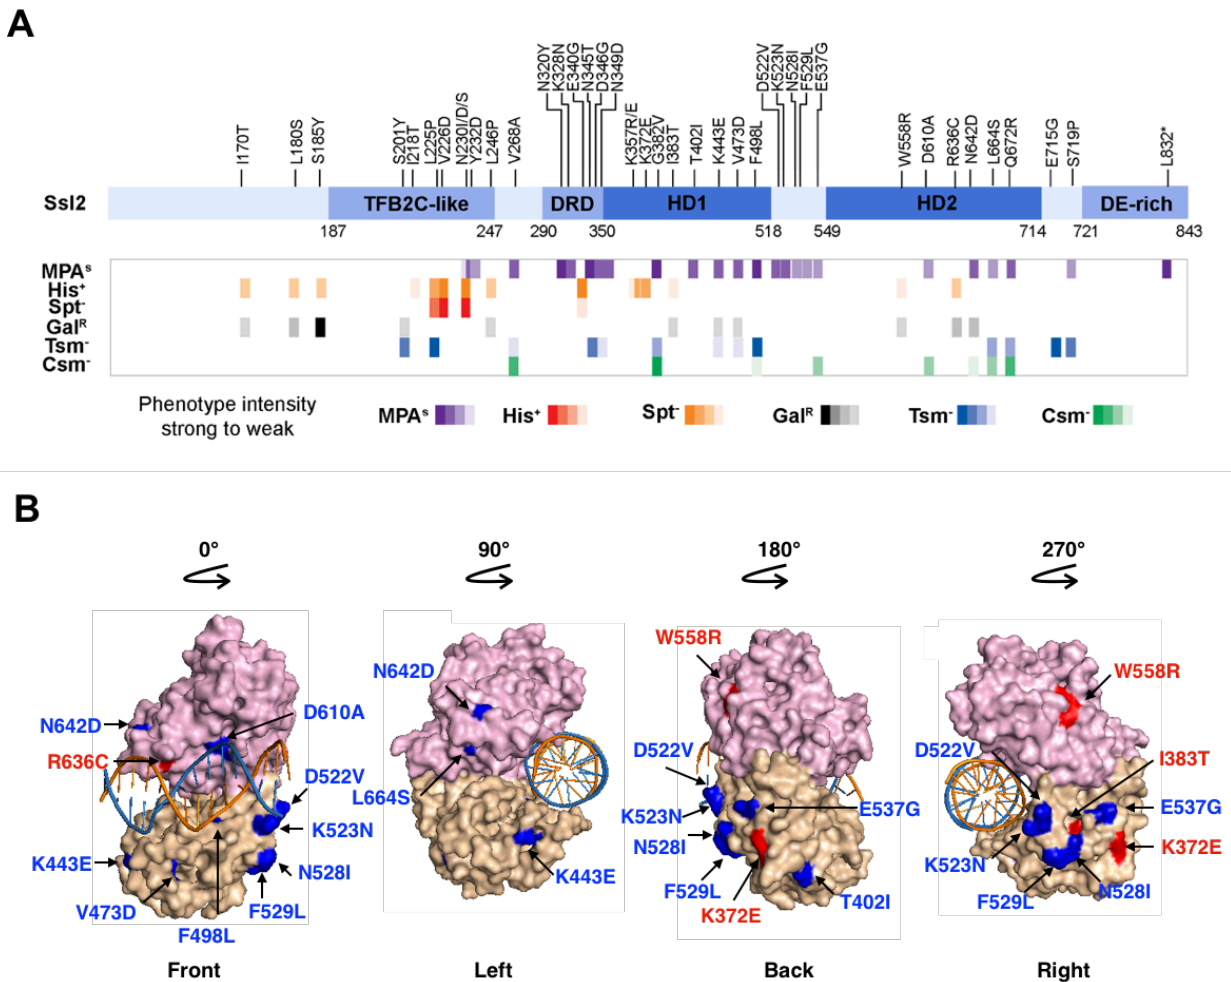 A
I170T
L180S
S185Y
S201Y
I218T
L225P
V226D
N230I/D/S
Y232D
L246P
V268A
N320Y
K328N
E340G
N345T
D346G
N349D
K357R/E
K372E
G382V
I383T
T402I
K443E
V473D
F498L
D522V
K523N
N528I
F529L
E537G
W558R
D610A
R636C
N642D
L664S
Q672R
E715G
S719P
L832*
Ssl2 TFB2C-like DRD HD1 HD2 DE-rich
187 247 290 350 518 549 714 721 843
MPAˢ
His⁺
Spt⁻
Galᴿ
Tsm⁻
Csm⁻
Phenotype intensity
strong to weak
MPAˢ His⁺ Spt⁻ Galᴿ Tsm⁻ Csm⁻
B
0° 90° 180° 270°
N642D
R636C
D610A
D522V
K523N
K443E
N528I
V473D
F529L
F498L
Front
N642D
L664S
K443E
Left
W558R
D522V
K523N
E537G
N528I
F529L
K372E
T402I
Back
W558R
D522V
I383T
E537G
K523N
K372E
F529L
N528I
Right